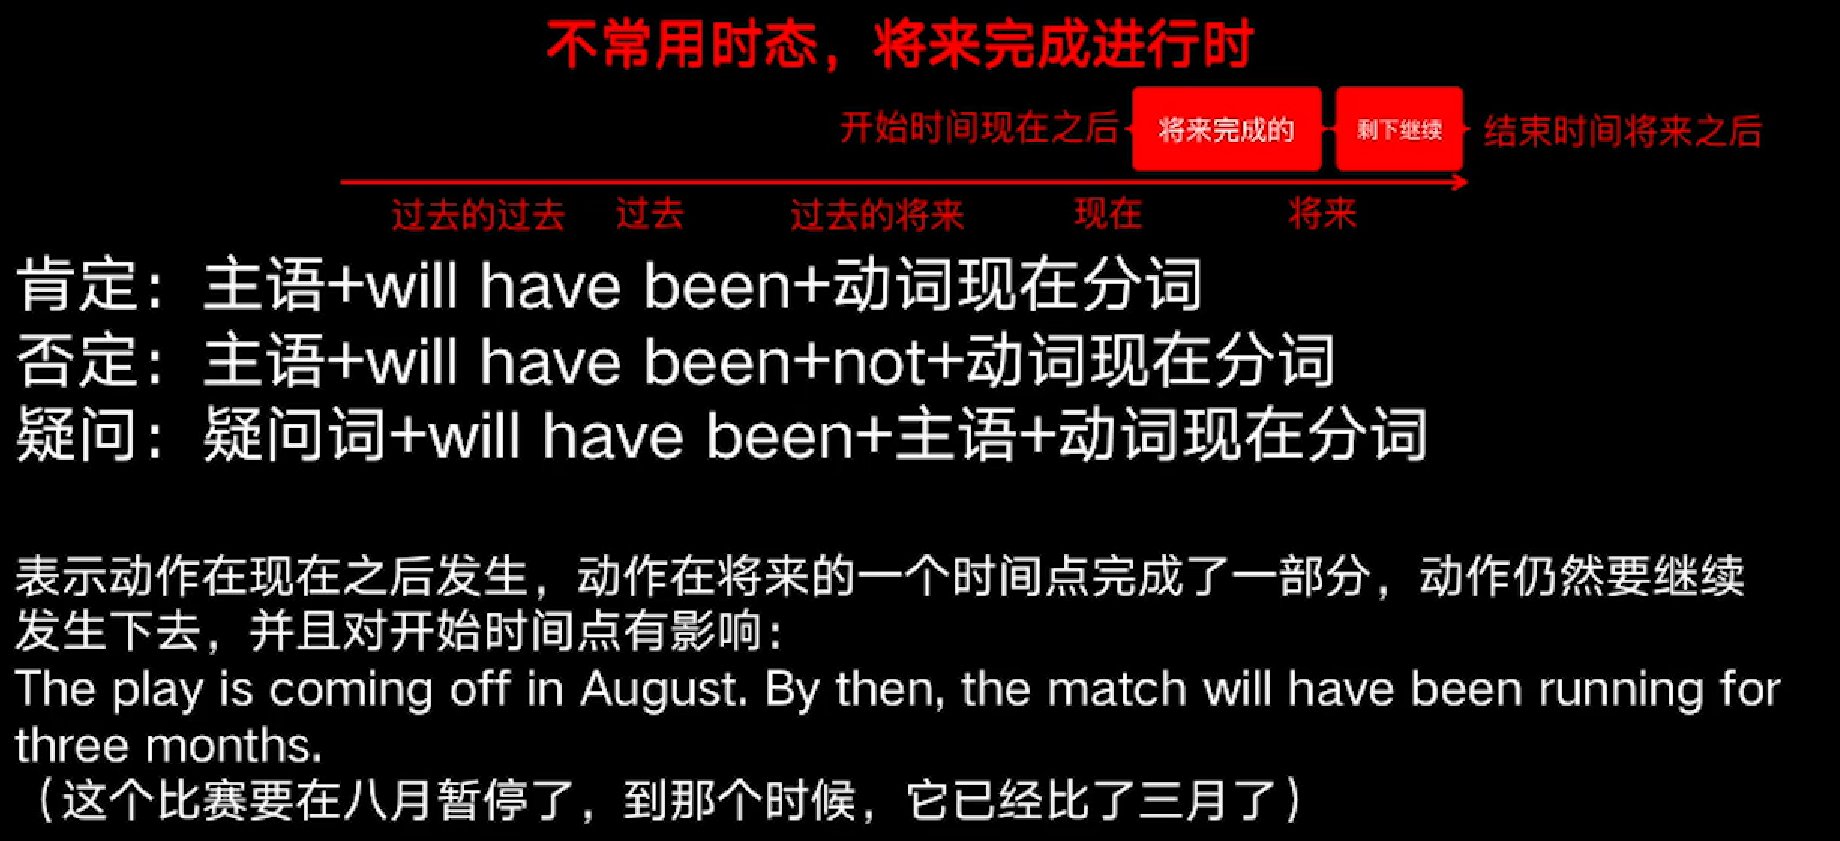 不常用时态，将来完成进行时
开始时间现在之后 将来完成的 剩下继续 结束时间将来之后
过去的过去 过去 过去的将来 现在 将来
肯定：主语+will have been+动词现在分词
否定：主语+will have been+not+动词现在分词
疑问：疑问词+will have been+主语+动词现在分词
表示动作在现在之后发生，动作在将来的一个时间点完成了一部分，动作仍然要继续
发生下去，并且对开始时间点有影响：
The play is coming off in August. By then, the match will have been running for
three months.
（这个比赛要在八月暂停了，到那个时候，它已经比了三月了）